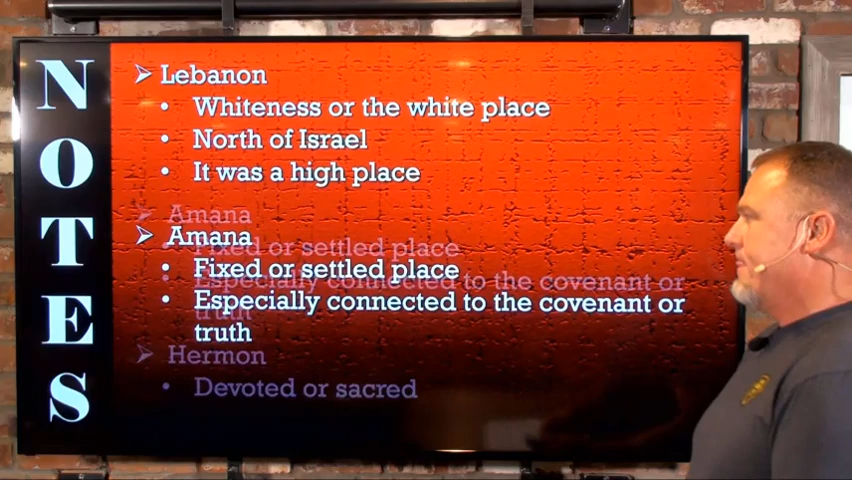 NOTES
➢ Lebanon
• Whiteness or the white place
• North of Israel
• It was a high place
➢ Amana
➢ Amana
• Fixed or settled place
• Fixed or settled place
• Especially connected to the covenant or
• Especially connected to the covenant or
truth
truth
➢ Hermon
• Devoted or sacred